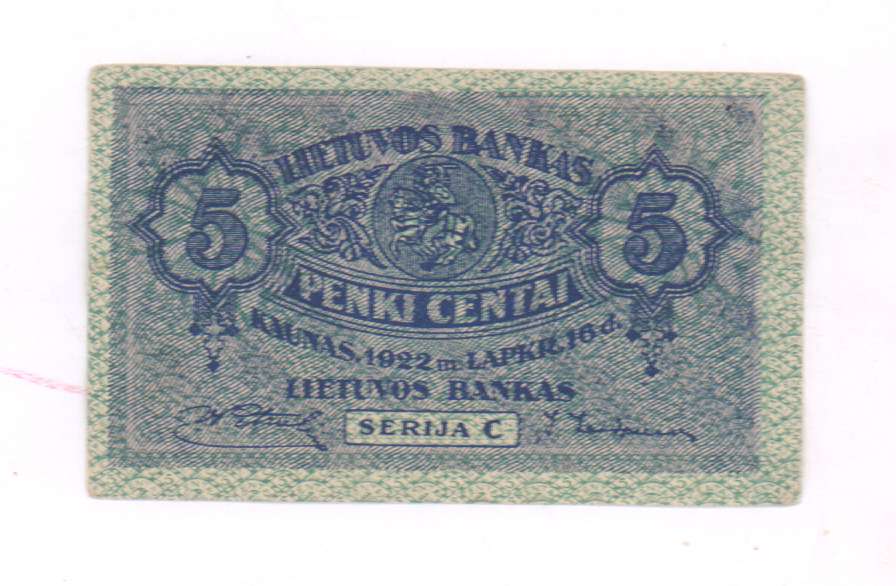 LIETUVOS BANKAS
5 5
PENKI CENTAI
KAUNAS, 1922 m LAPKR. 16 d.
LIETUVOS BANKAS
SERIJA C